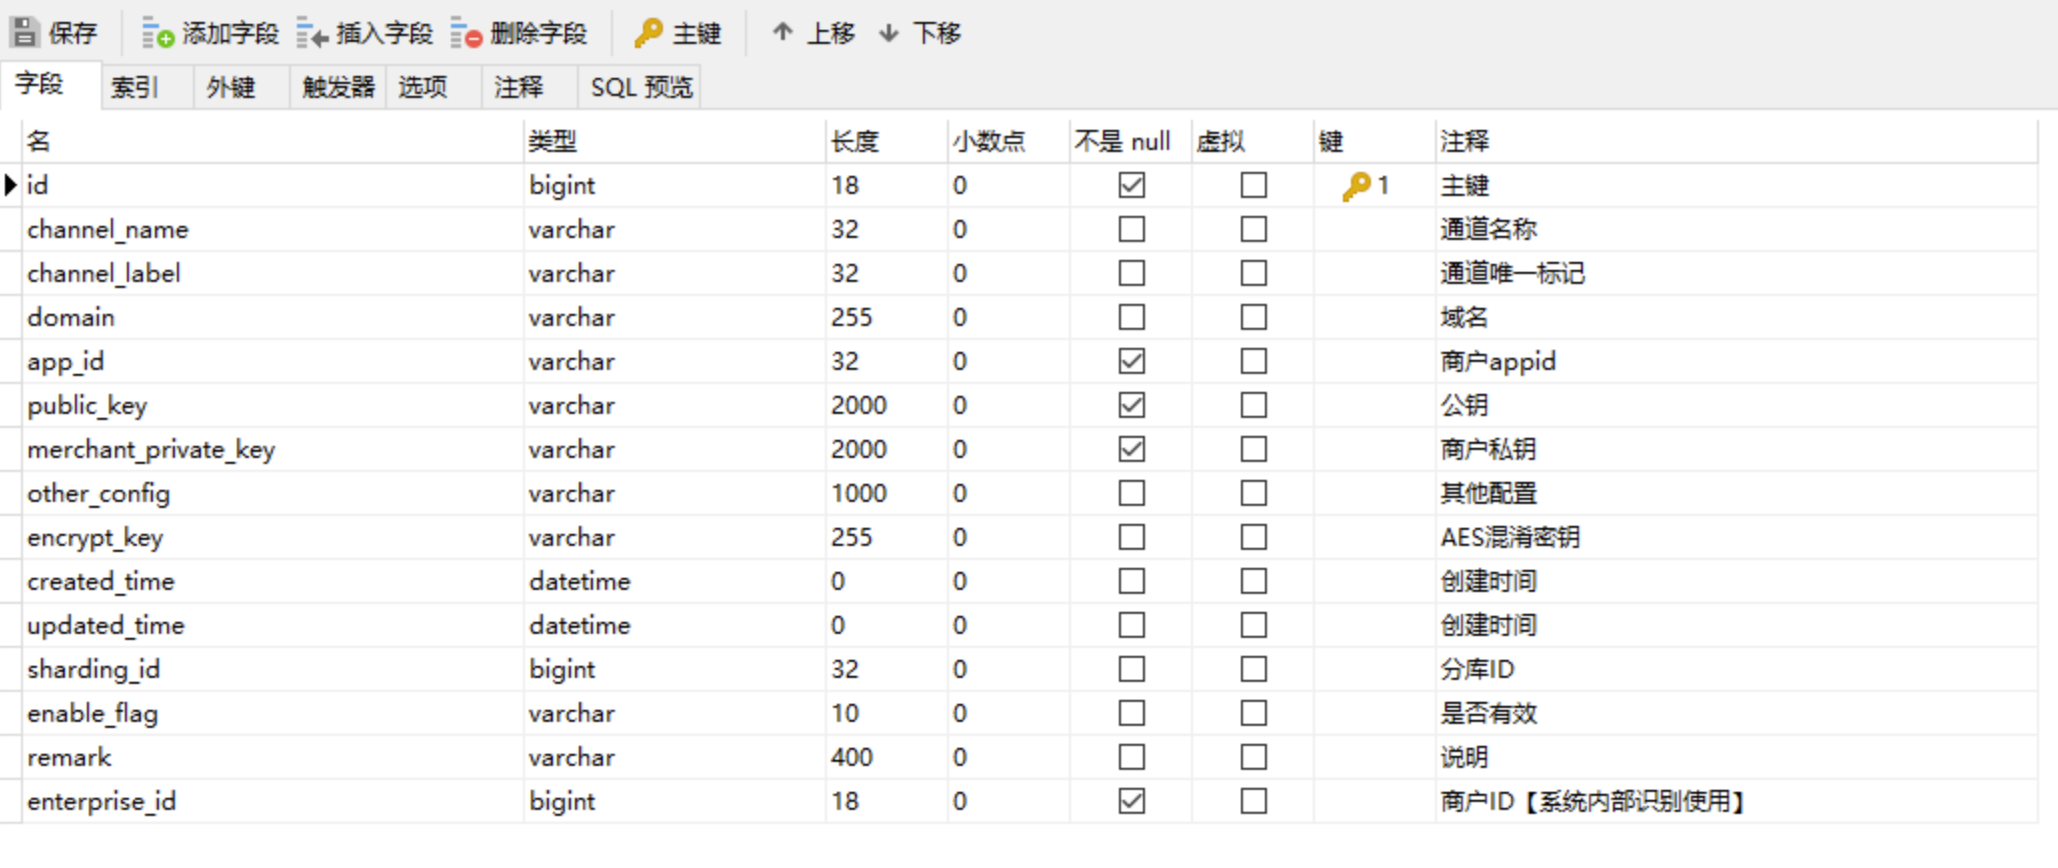 保存 添加字段 插入字段 删除字段 主键 上移 下移
字段 索引 外键 触发器 选项 注释 SQL 预览
名 类型 长度 小数点 不是 null 虚拟 键 注释
id bigint 18 0 1 主键
channel_name varchar 32 0 通道名称
channel_label varchar 32 0 通道唯一标记
domain varchar 255 0 域名
app_id varchar 32 0 商户appid
public_key varchar 2000 0 公钥
merchant_private_key varchar 2000 0 商户私钥
other_config varchar 1000 0 其他配置
encrypt_key varchar 255 0 AES混淆密钥
created_time datetime 0 0 创建时间
updated_time datetime 0 0 创建时间
sharding_id bigint 32 0 分库ID
enable_flag varchar 10 0 是否有效
remark varchar 400 0 说明
enterprise_id bigint 18 0 商户ID【系统内部识别使用】